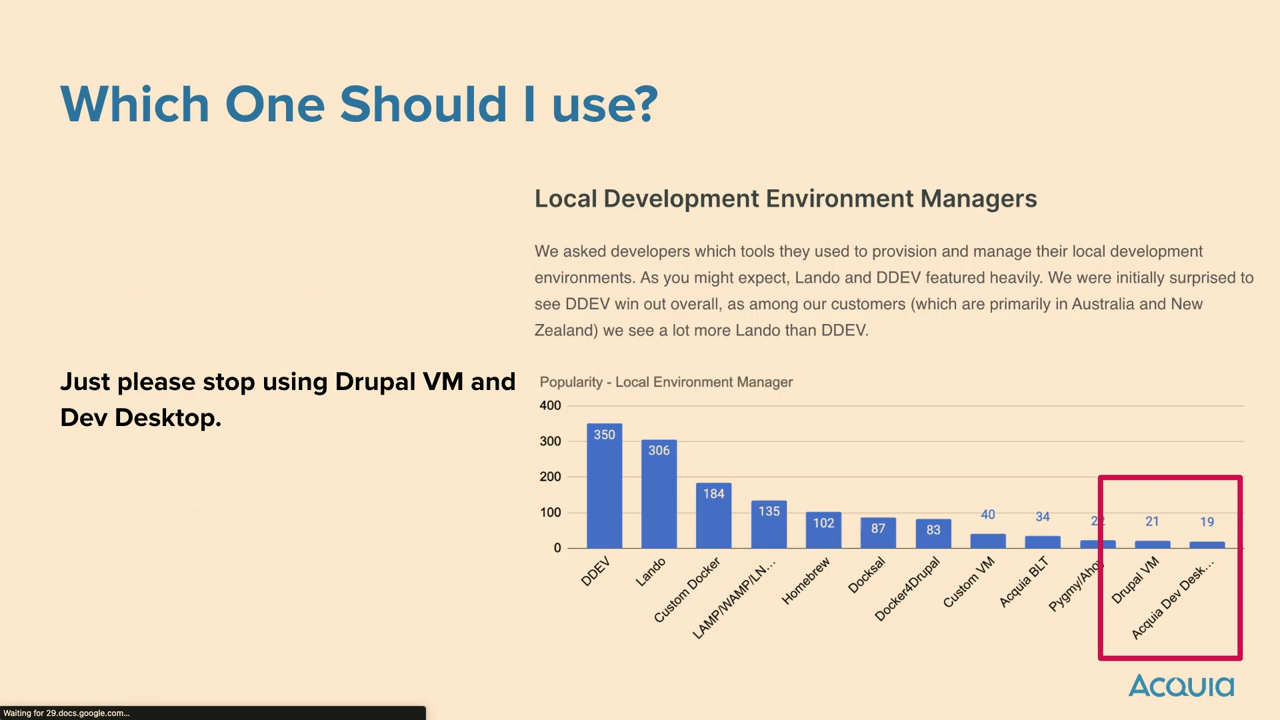 Which One Should I use?
Local Development Environment Managers
We asked developers which tools they used to provision and manage their local development
environments. As you might expect, Lando and DDEV featured heavily. We were initially surprised to
see DDEV win out overall, as among our customers (which are primarily in Australia and New
Zealand) we see a lot more Lando than DDEV.
Just please stop using Drupal VM and
Dev Desktop.
Popularity - Local Environment Manager
400
300
200
100
0
350
306
184
135
102
87
83
40
34
22
21
19
DDEV
Lando
Custom Docker
LAMP/WAMP/LN...
Homebrew
Docksal
Docker4Drupal
Custom VM
Acquia BLT
Pygmy/Ahoy
Drupal VM
Acquia Dev Desk...
ACQUIA
Waiting for 29.docs.google.com...